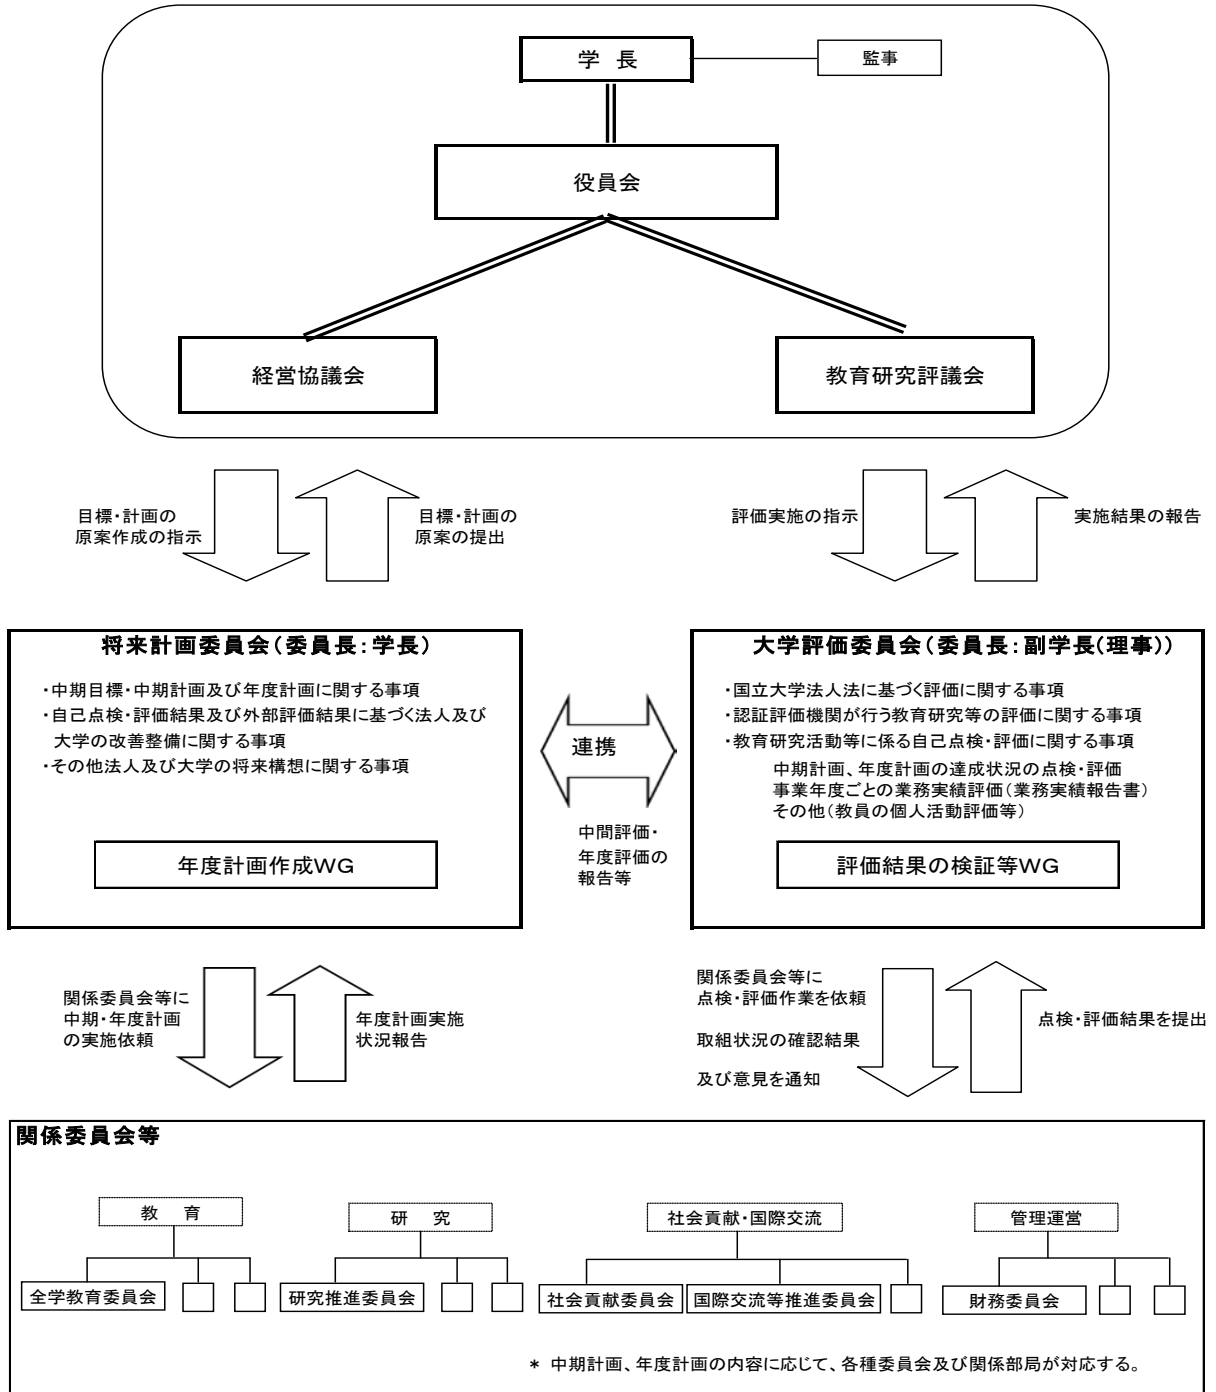 学 長
監事
役員会
経営協議会
教育研究評議会
目標・計画の
原案作成の指示
目標・計画の
原案の提出
評価実施の指示
実施結果の報告
将来計画委員会(委員長:学長)
・中期目標・中期計画及び年度計画に関する事項
・自己点検・評価結果及び外部評価結果に基づく法人及び
大学の改善整備に関する事項
・その他法人及び大学の将来構想に関する事項
年度計画作成WG
連携
中間評価・
年度評価の
報告等
大学評価委員会(委員長:副学長(理事))
・国立大学法人法に基づく評価に関する事項
・認証評価機関が行う教育研究等の評価に関する事項
・教育研究活動等に係る自己点検・評価に関する事項
中期計画、年度計画の達成状況の点検・評価
事業年度ごとの業務実績評価(業務実績報告書)
その他(教員の個人活動評価等)
評価結果の検証等WG
関係委員会等に
中期・年度計画
の実施依頼
年度計画実施
状況報告
関係委員会等に
点検・評価作業を依頼
取組状況の確認結果
及び意見を通知
点検・評価結果を提出
関係委員会等
教 育
研 究
社会貢献・国際交流
管理運営
全学教育委員会
研究推進委員会
社会貢献委員会
国際交流等推進委員会
財務委員会
* 中期計画、年度計画の内容に応じて、各種委員会及び関係部局が対応する。